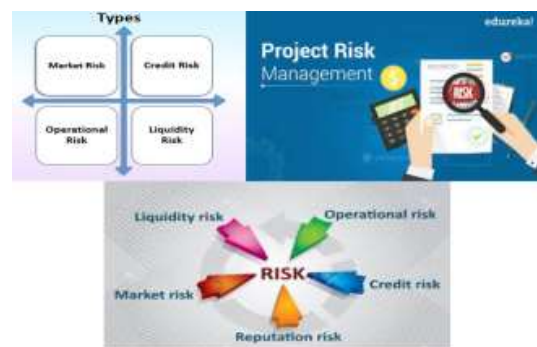 Types
Market Risk
Credit Risk
Operational
Risk
Liquidity
Risk
edureka!
Project Risk
Management
RISK
Liquidity risk
Operational risk
RISK
Market risk
Credit risk
Reputation risk